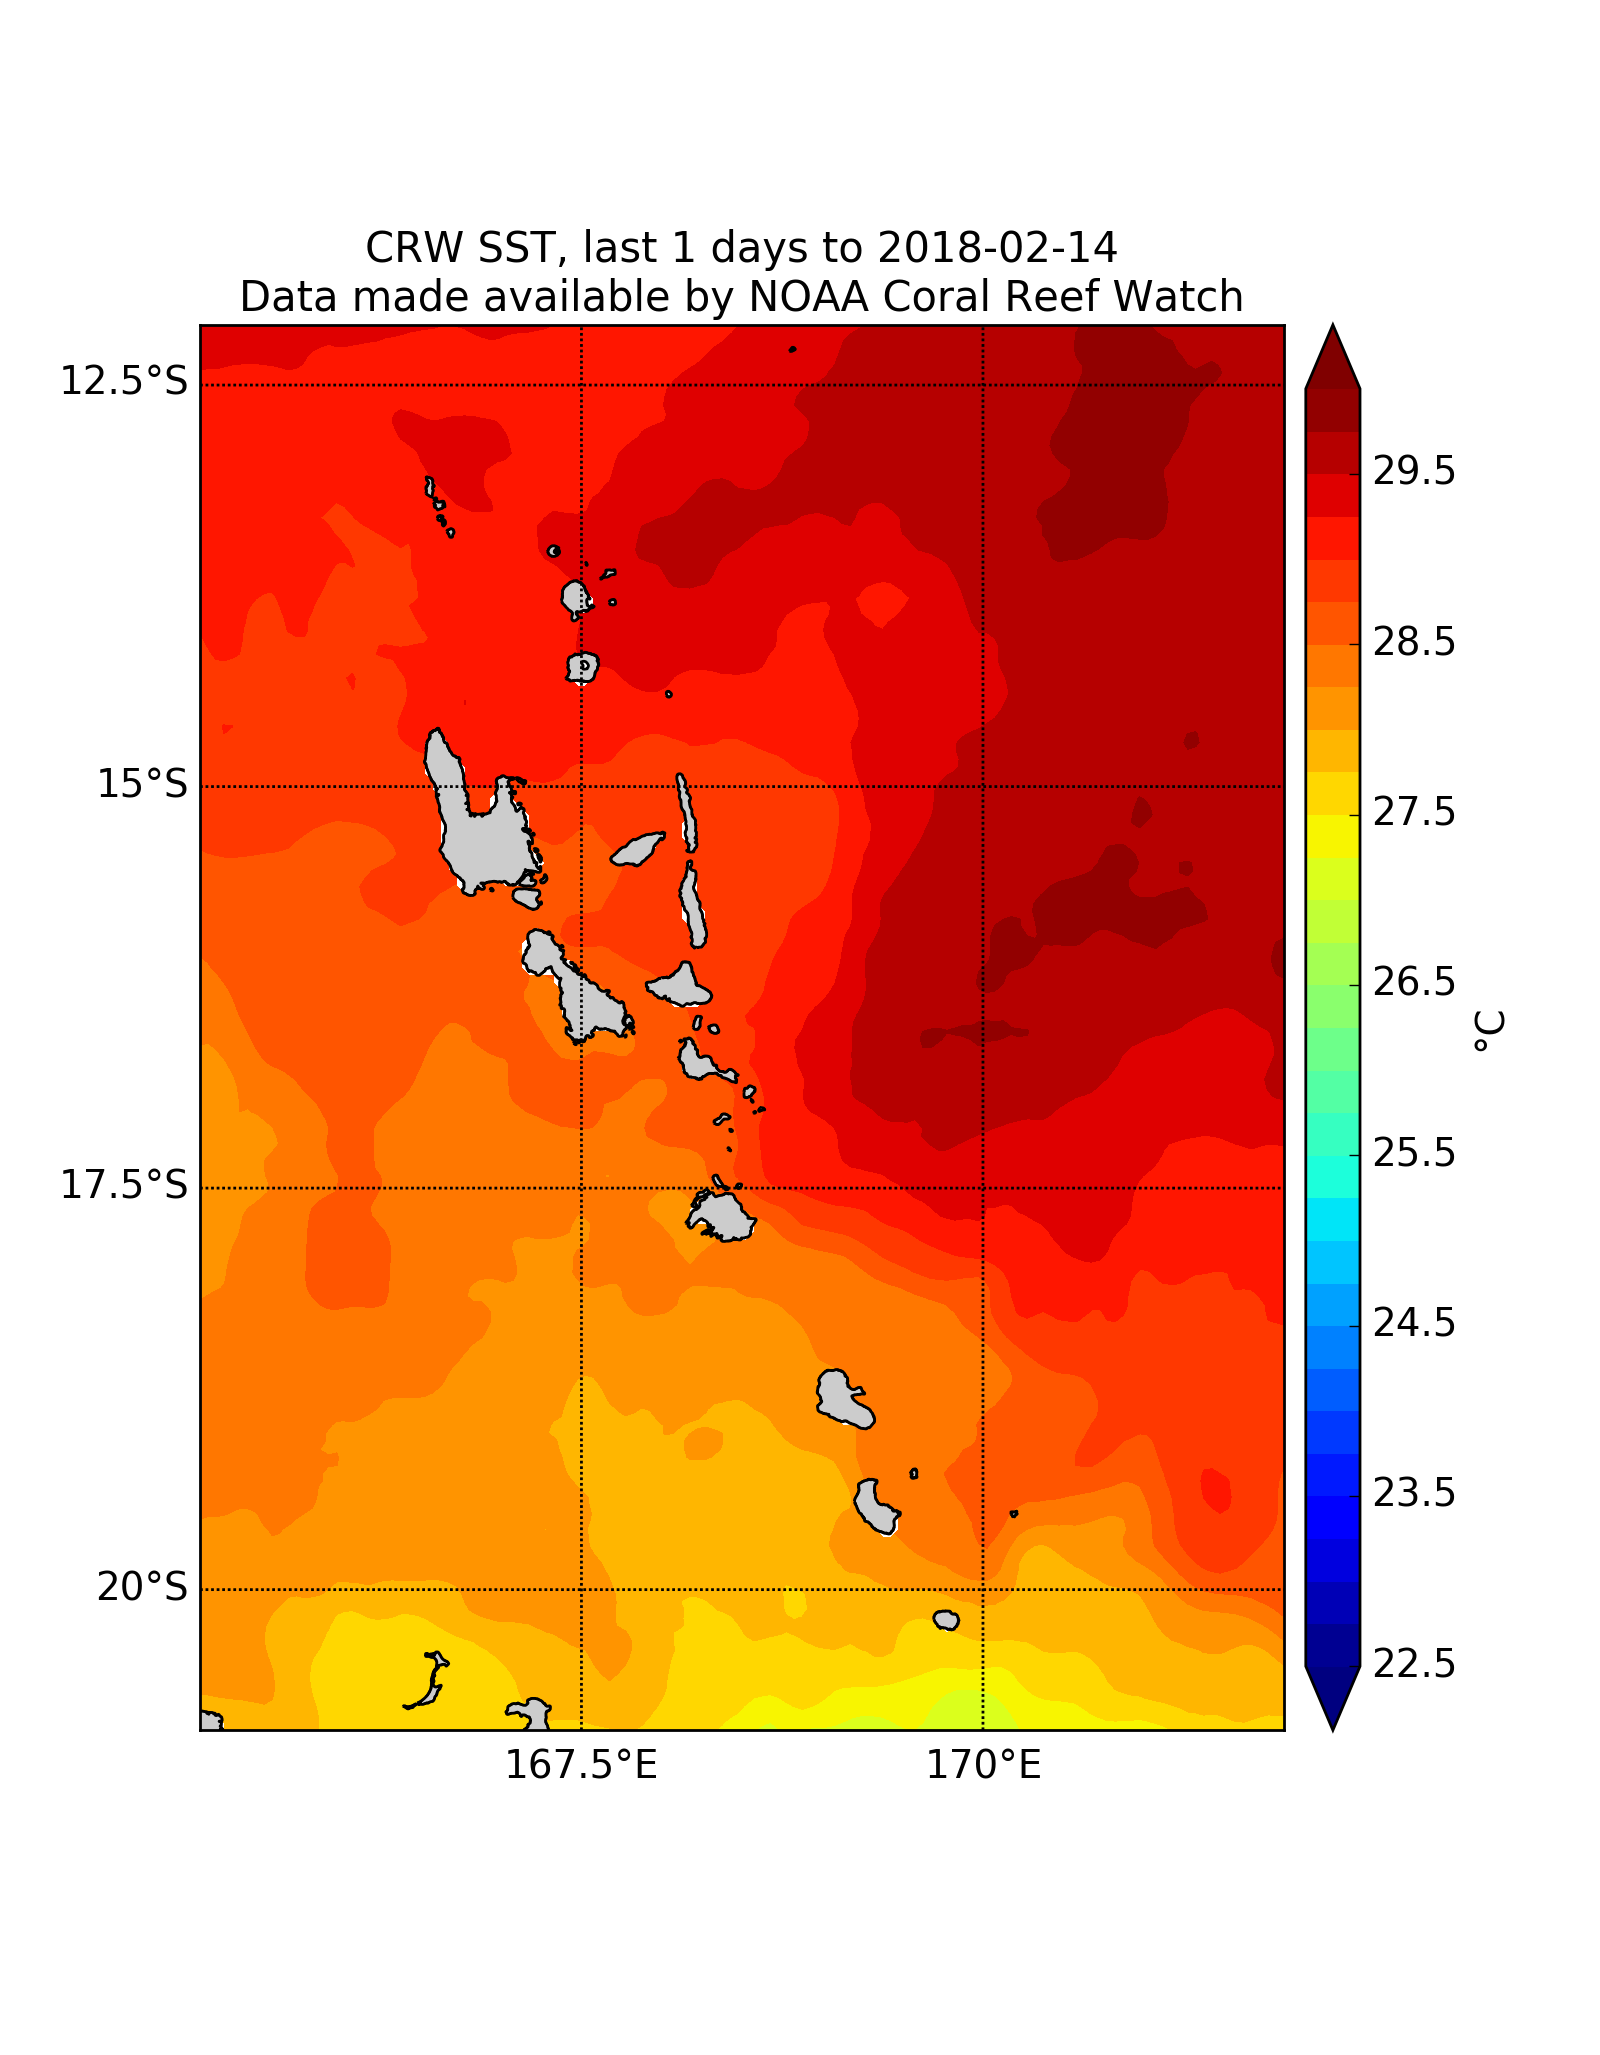 CRW SST, last 1 days to 2018-02-14
Data made available by NOAA Coral Reef Watch
12.5°S
15°S
17.5°S
20°S
167.5°E
170°E
29.5
28.5
27.5
26.5
25.5
24.5
23.5
22.5
°C